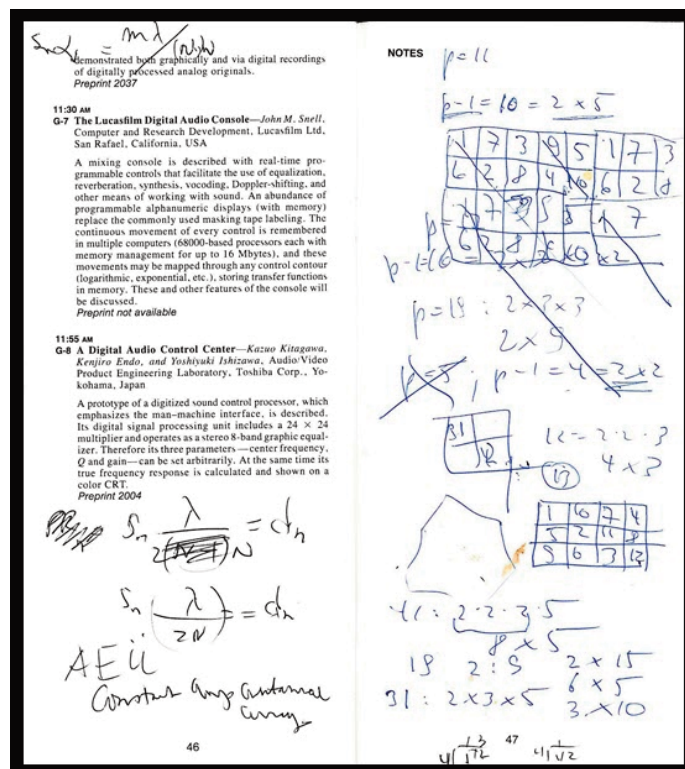 demonstrated both graphically and via digital recordings
of digitally processed analog originals.
Preprint 2037
11:30 AM
G-7 The Lucasfilm Digital Audio Console—John M. Snell,
Computer and Research Development, Lucasfilm Ltd,
San Rafael, California, USA
A mixing console is described with real-time pro-
grammable controls that facilitate the use of equalization,
reverberation, synthesis, vocoding, Doppler-shifting, and
other means of working with sound. An abundance of
programmable alphanumeric displays (with memory)
replace the commonly used masking tape labeling. The
continuous movement of every control is remembered
in multiple computers (68000-based processors each with
memory management for up to 16 Mbytes), and these
movements may be mapped through any control contour
(logarithmic, exponential, etc.), storing transfer functions
in memory. These and other features of the console will
be discussed.
Preprint not available
11:55 AM
G-8 A Digital Audio Control Center—Kazuo Kitagawa,
Kenjiro Endo, and Yoshiyuki Ishizawa, Audio/Video
Product Engineering Laboratory, Toshiba Corp., Yo-
kohama, Japan
A prototype of a digitized sound control processor, which
emphasizes the man-machine interface, is described.
Its digital signal processing unit includes a 24 × 24
multiplier and operates as a stereo 8-band graphic equal-
izer. Therefore its three parameters—center frequency,
Q and gain—can be set arbitrarily. At the same time its
true frequency response is calculated and shown on a
color CRT.
Preprint 2004
Sn λ/2N = dn
Sn (λ/2N) = dn
AEÜ
Constant amp antennal
array
46
NOTES
p=11
p-1=10=2×5
1 7 3 9 5 1 7 3
6 2 8 4 10 6 2 8
p=19: 2×3×3
2×9
p=5; p-1=4=2×2
12=2·2·3
4×3
13
1 10 7 4
5 2 11 8
9 6 3 12
41: 2·2·2·5
8×5
19 2:9 2×15
31: 2×3×5 6×5
3×10
47